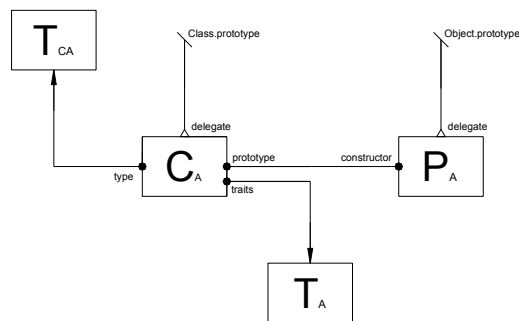 T CA
Class.prototype
Object.prototype
delegate
delegate
C A
prototype
constructor
P A
type
traits
T A